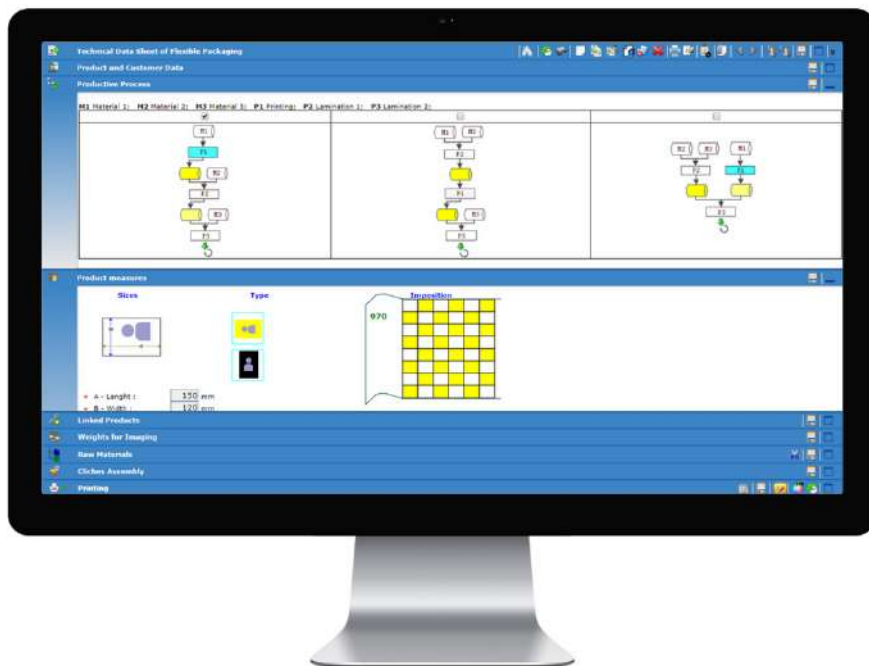 Technical Data Sheet of Flexible Packaging
Product and Customer Data
Productive Process
M1 Material 1; M2 Material 2; M3 Material 3; P1 Printing; P2 Lamination 1; P3 Lamination 2;
M1
P1
M2
P2
M3
P3
M1 M2
P2
P1
M3
P3
M2 M3 M1
P2 P1
P3
Product measures
Sizes Type Imposition
970
A - Lenght : 150 mm
B - Width : 120 mm
Linked Products
Weights for Imaging
Raw Materials
Cliches Assembly
Printing